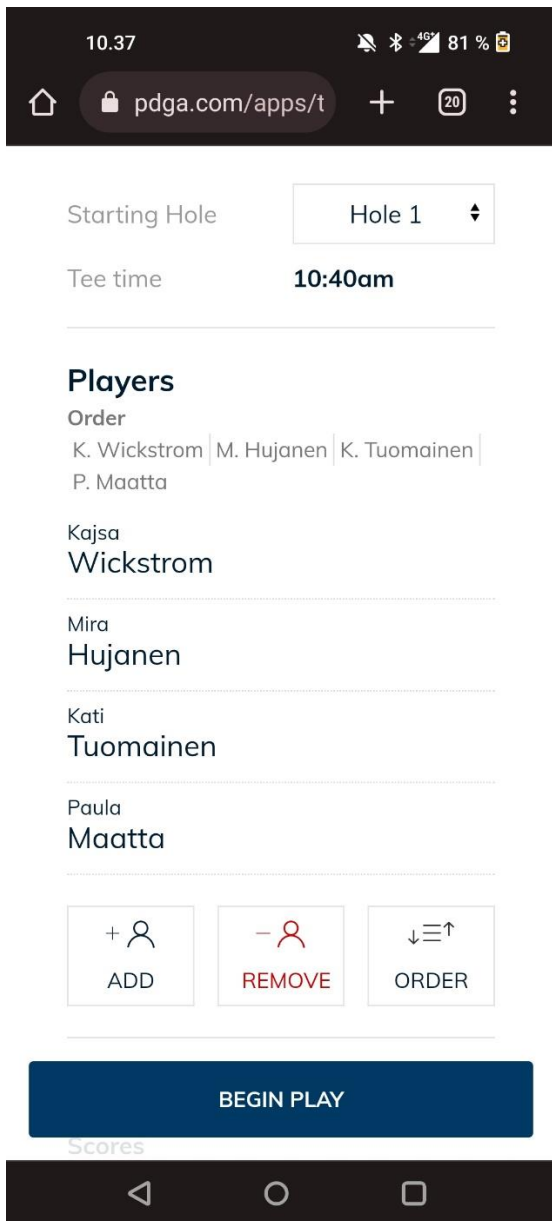 10.37 4G+ 81 %
pdga.com/apps/t 20
Starting Hole Hole 1
Tee time 10:40am
Players
Order
K. Wickstrom M. Hujanen K. Tuomainen
P. Maatta
Kajsa
Wickstrom
Mira
Hujanen
Kati
Tuomainen
Paula
Maatta
ADD REMOVE ORDER
BEGIN PLAY
Scores